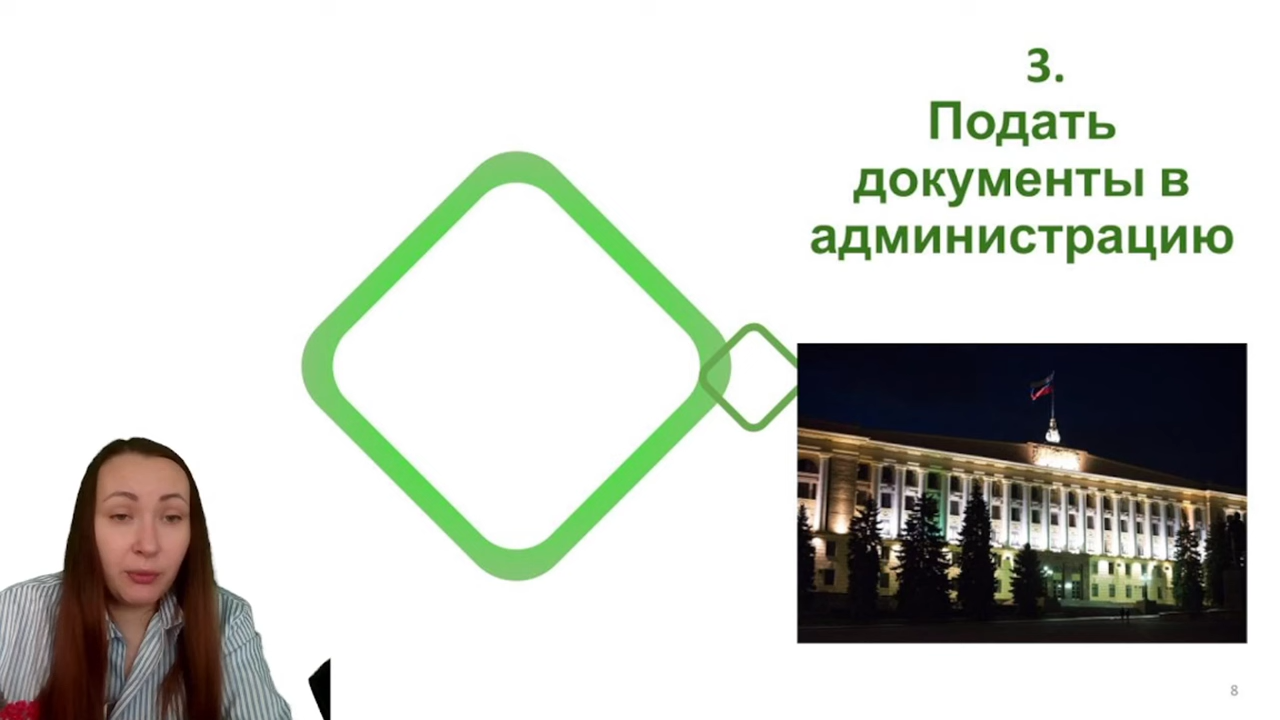 3.
Подать
документы в
администрацию
8